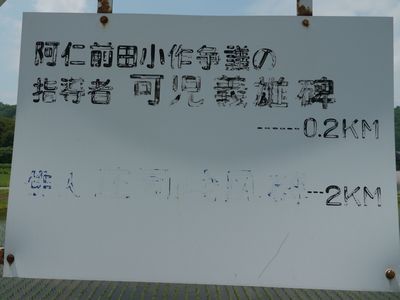 阿仁前田小作争議の
指導者 可児義雄碑
------0.2KM
人
---2KM